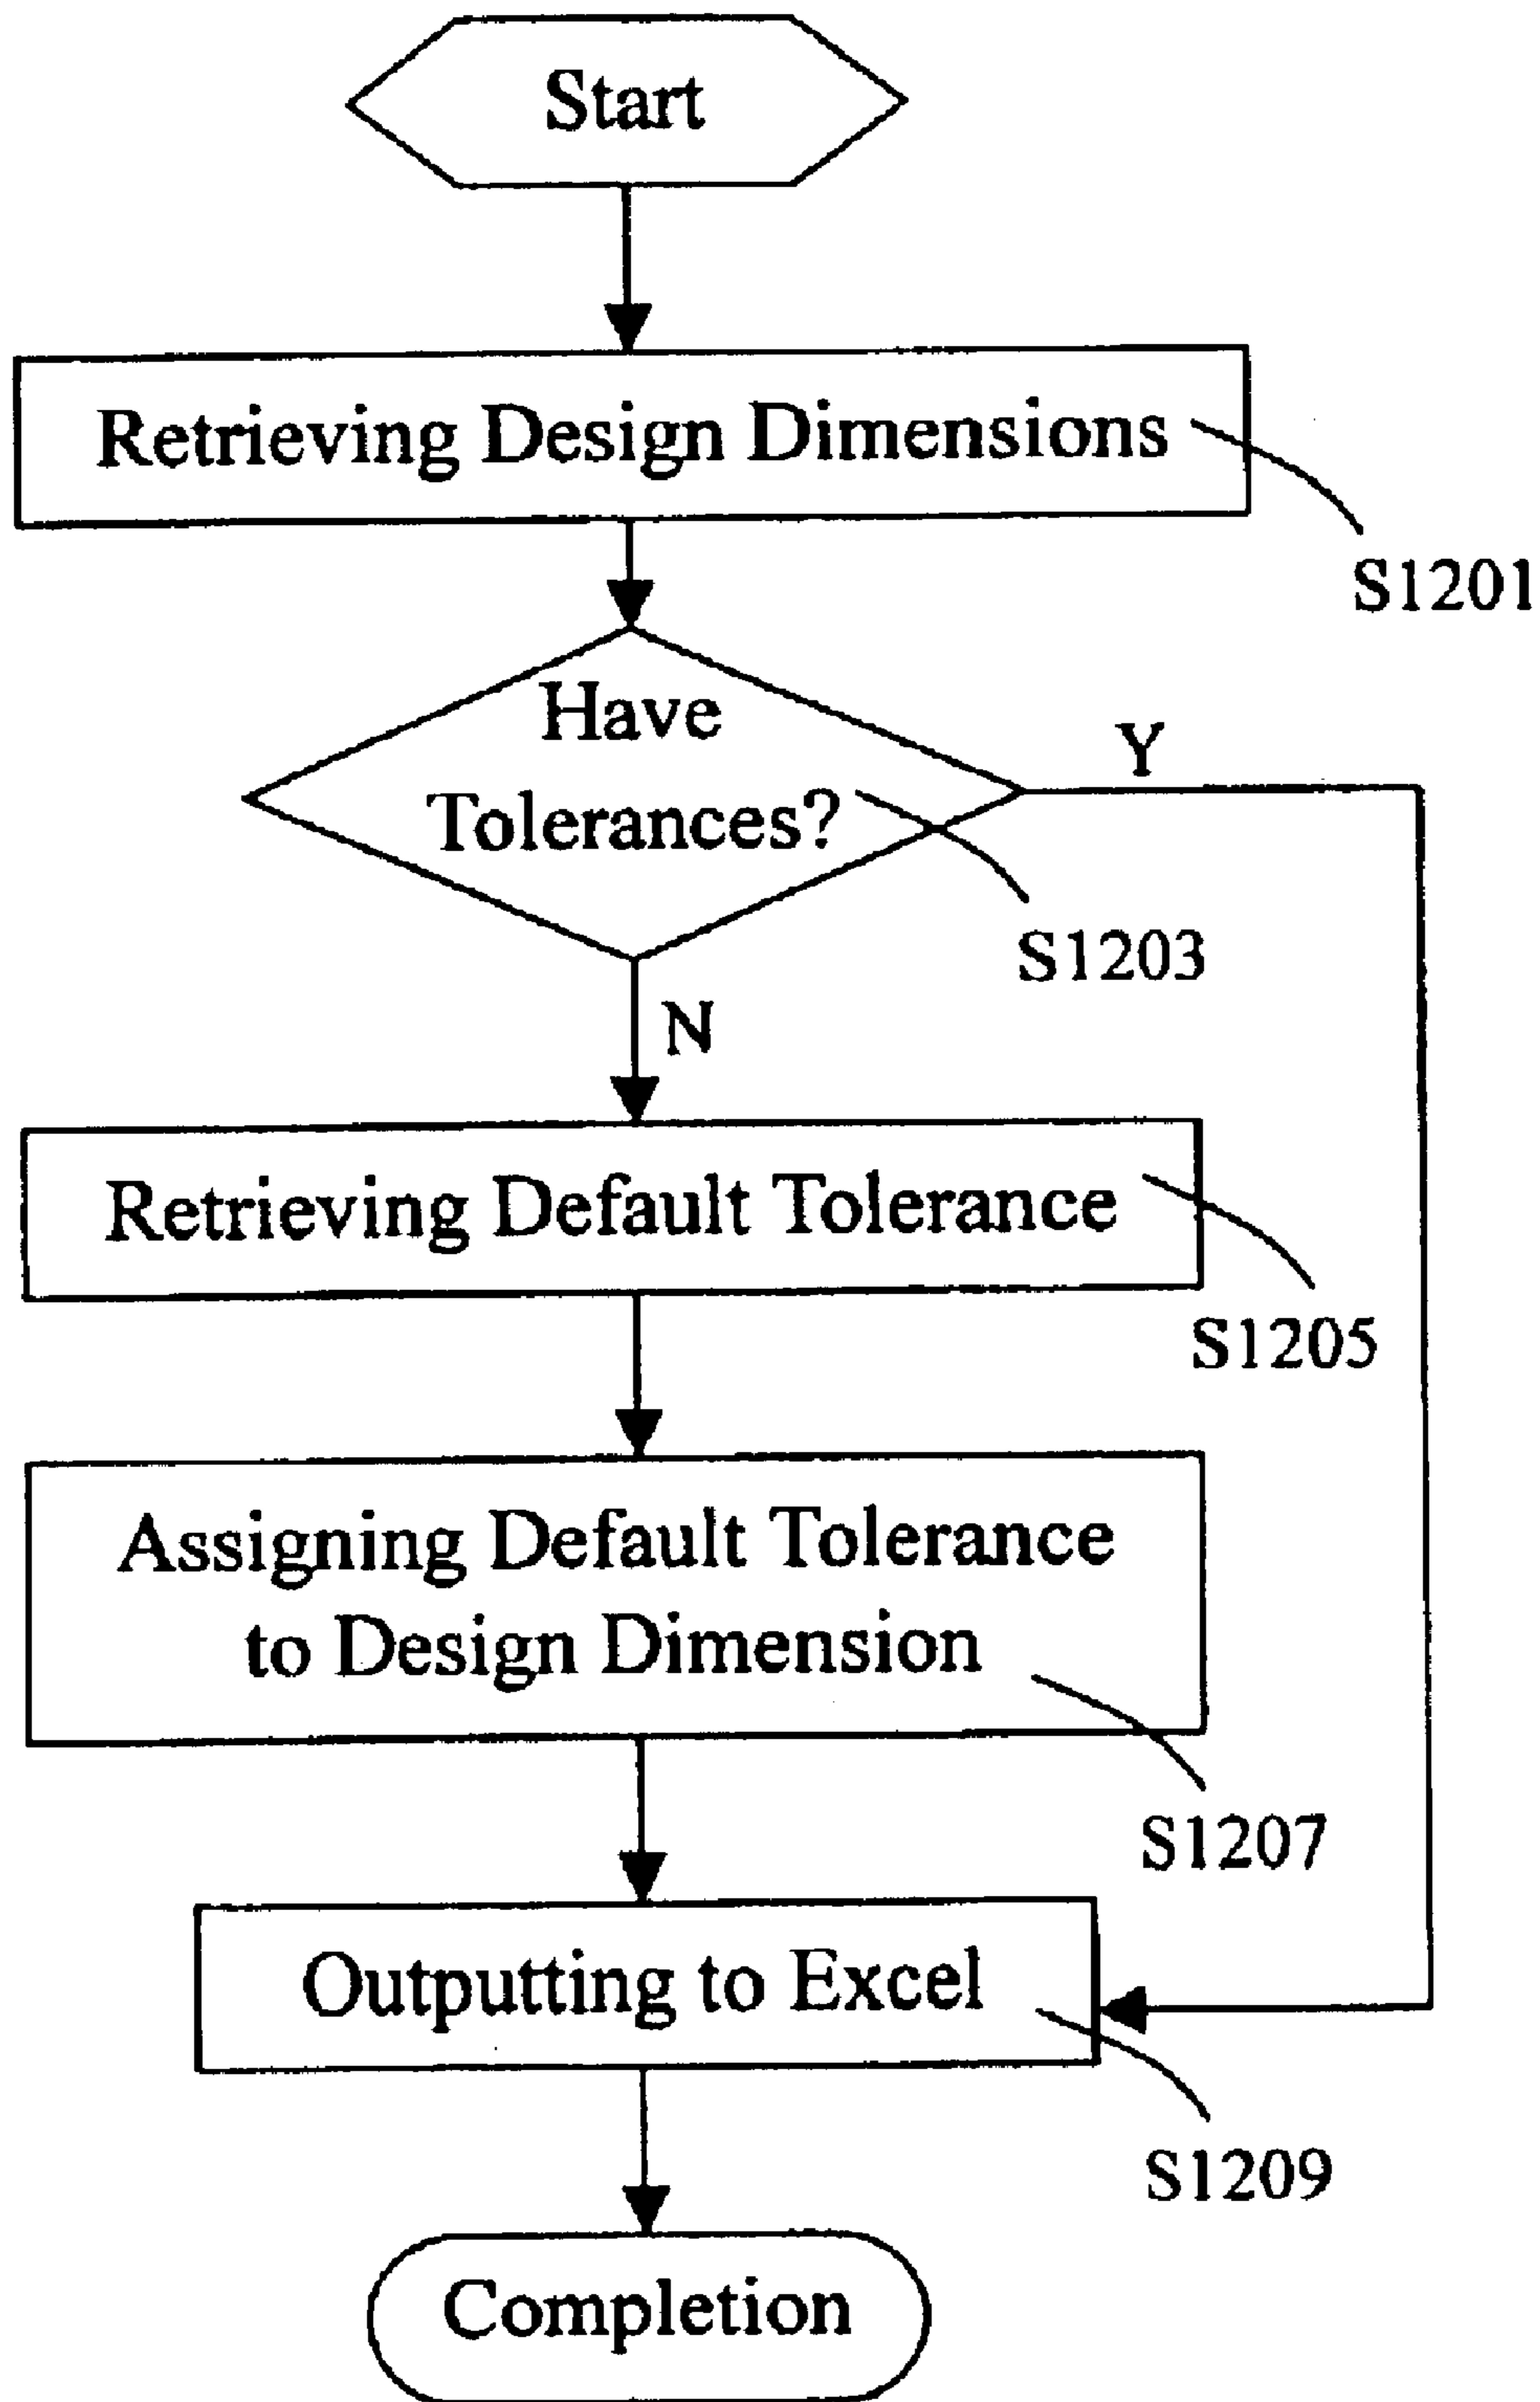 Start
Retrieving Design Dimensions
S1201
Have
Tolerances?
Y
S1203
N
Retrieving Default Tolerance
S1205
Assigning Default Tolerance
to Design Dimension
S1207
Outputting to Excel
S1209
Completion